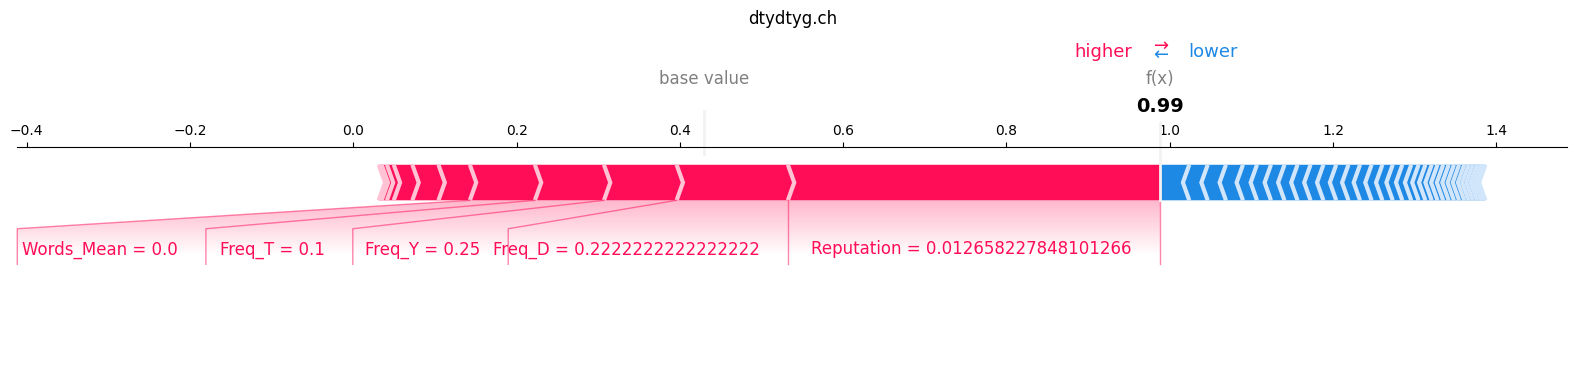 dtydtyg.ch
higher → ← lower
base value f(x)
0.99
−0.4 −0.2 0.0 0.2 0.4 0.6 0.8 1.0 1.2 1.4
Words_Mean = 0.0 Freq_T = 0.1 Freq_Y = 0.25 Freq_D = 0.2222222222222222 Reputation = 0.012658227848101266